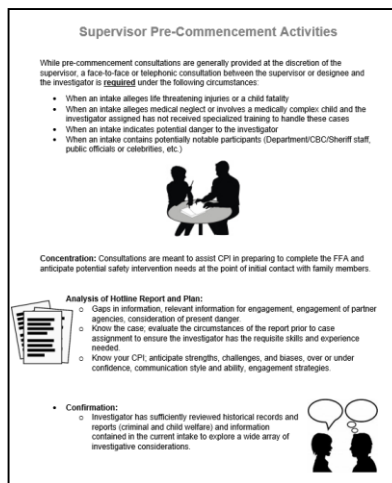 Supervisor Pre-Commencement Activities
While pre-commencement consultations are generally provided at the discretion of the
supervisor, a face-to-face or telephonic consultation between the supervisor or designee and
the investigator is required under the following circumstances:
• When an intake alleges life threatening injuries or a child fatality
• When an intake alleges medical neglect or involves a medically complex child and the
investigator assigned has not received specialized training to handle these cases
• When an intake indicates potential danger to the investigator
• When an intake contains potentially notable participants (Department/CBC/Sheriff staff,
public officials or celebrities, etc.)
Concentration: Consultations are meant to assist CPI in preparing to complete the FFA and
anticipate potential safety intervention needs at the point of initial contact with family members.
Analysis of Hotline Report and Plan:
o Gaps in information, relevant information for engagement, engagement of partner
agencies, consideration of present danger.
o Know the case; evaluate the circumstances of the report prior to case
assignment to ensure the investigator has the requisite skills and experience
needed.
o Know your CPI; anticipate strengths, challenges, and biases, over or under
confidence, communication style and ability, engagement strategies.
• Confirmation:
o Investigator has sufficiently reviewed historical records and
reports (criminal and child welfare) and information
contained in the current intake to explore a wide array of
investigative considerations.